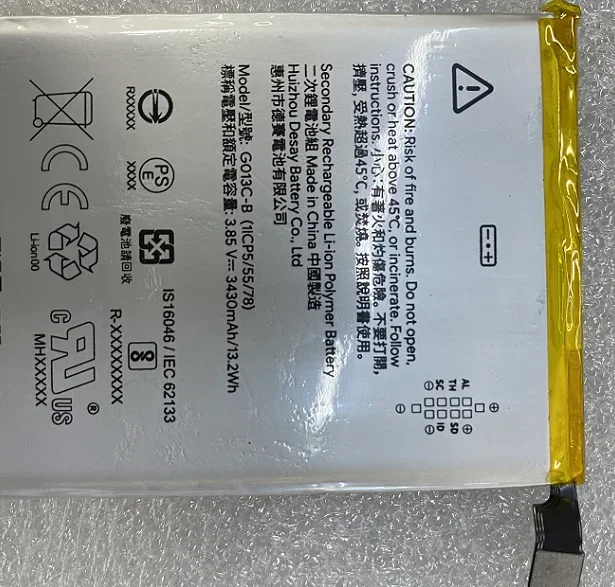 CAUTION: Risk of fire and burns. Do not open,
crush or heat above 45°C, or incinerate. Follow
instructions. 小心: 有著火和灼傷危險。不要打開,
擠壓, 受熱超過45°C, 或焚燒。按照說明書使用。
Secondary Rechargeable Li-ion Polymer Battery
二次鋰電池組 Made in China 中國製造
Huizhou Desay Battery Co., Ltd
惠州市德賽電池有限公司
Model/型號: G013C-B (1ICP5/55/78)
標稱電壓和額定電容量: 3.85 V⎓ 3430mAh/13.2Wh
AL
TH SD
SC ID
RXXXXX
PS
E
XXXX
廢電池請回收
IS 16046 / IEC 62133
R-XXXXXXXX
CE
Li-ion00
c
RU
US
®
MHXXXXX